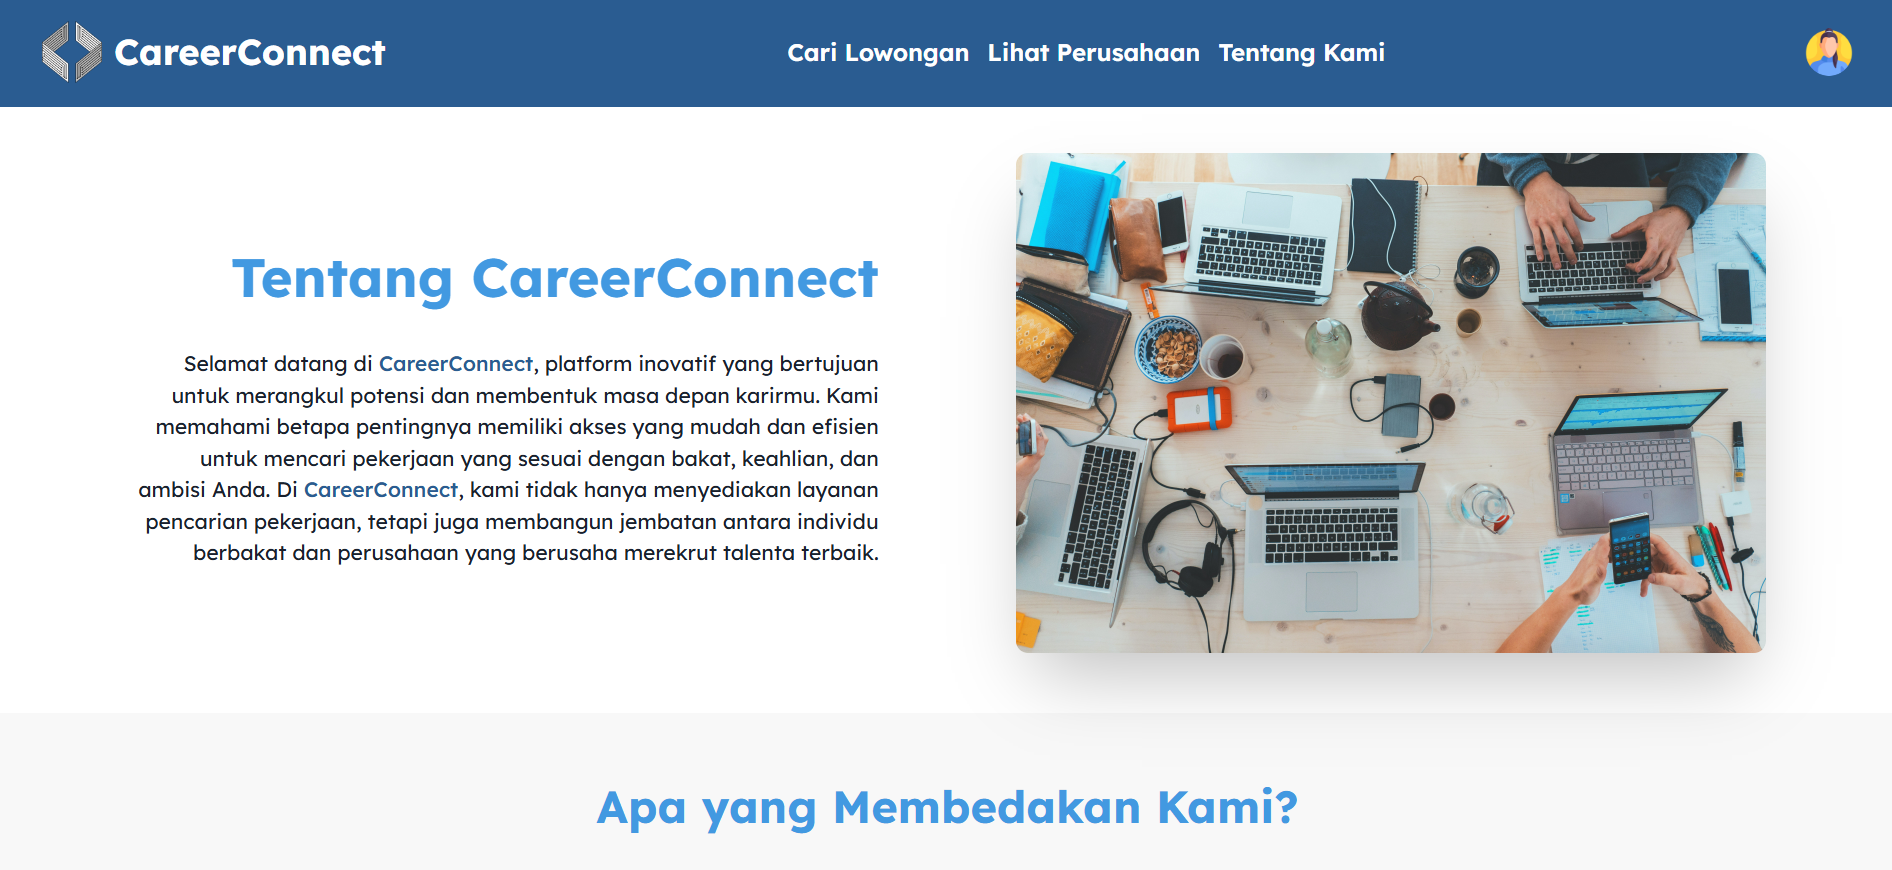 CareerConnect
Cari Lowongan Lihat Perusahaan Tentang Kami
Tentang CareerConnect
Selamat datang di CareerConnect, platform inovatif yang bertujuan
untuk merangkul potensi dan membentuk masa depan karirmu. Kami
memahami betapa pentingnya memiliki akses yang mudah dan efisien
untuk mencari pekerjaan yang sesuai dengan bakat, keahlian, dan
ambisi Anda. Di CareerConnect, kami tidak hanya menyediakan layanan
pencarian pekerjaan, tetapi juga membangun jembatan antara individu
berbakat dan perusahaan yang berusaha merekrut talenta terbaik.
Apa yang Membedakan Kami?